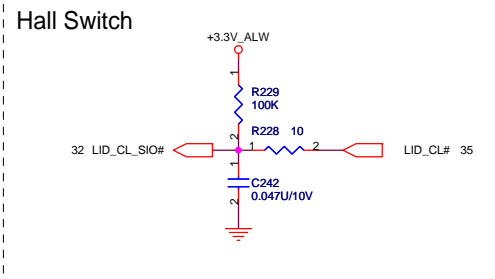 Hall Switch
+3.3V_ALW
1
R229
100K
2
R228 10
32 LID_CL_SIO#
1
2
LID_CL# 35
1
C242
0.047U/10V
2